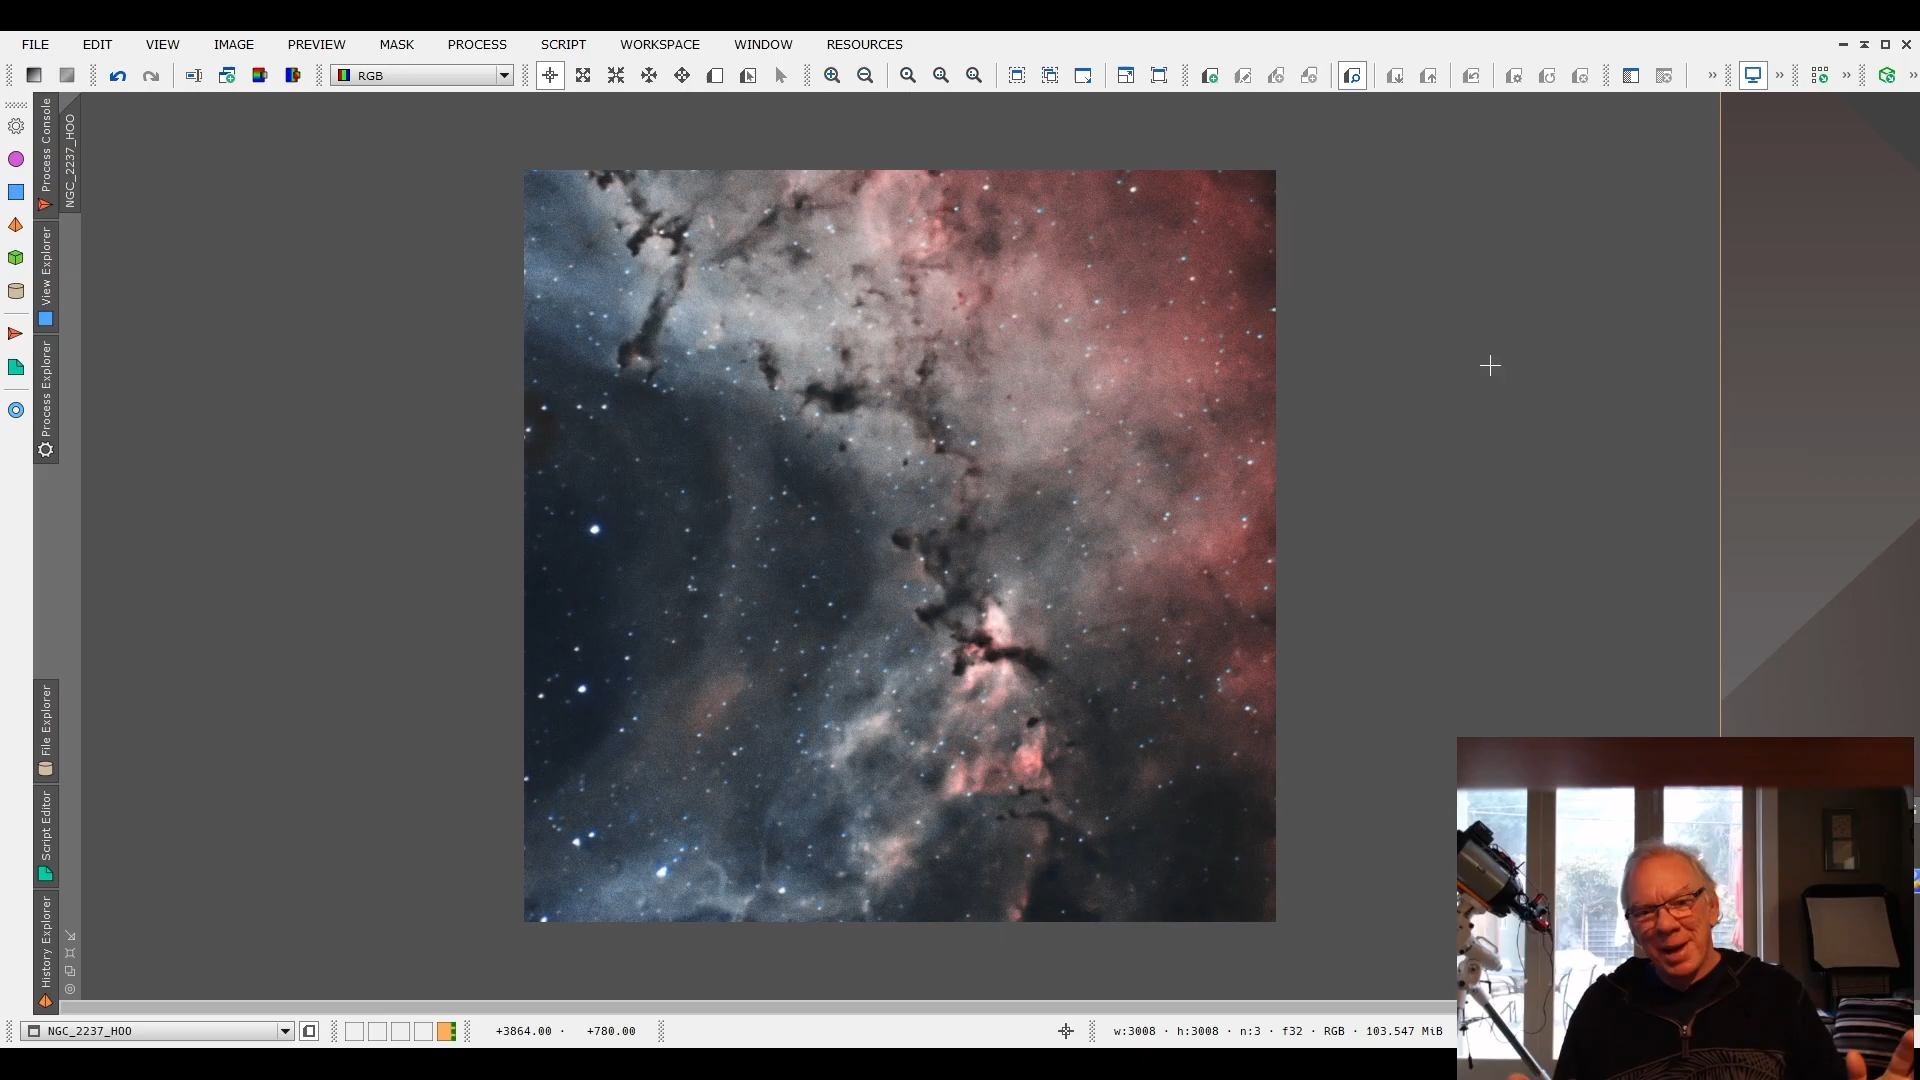 FILE EDIT VIEW IMAGE PREVIEW MASK PROCESS SCRIPT WORKSPACE WINDOW RESOURCES
RGB
Process Console
NGC_2237_HOO
View Explorer
Process Explorer
File Explorer
Script Editor
History Explorer
NGC_2237_HOO
+3864.00 · +780.00
w:3008 · h:3008 · n:3 · f32 · RGB · 103.547 MiB